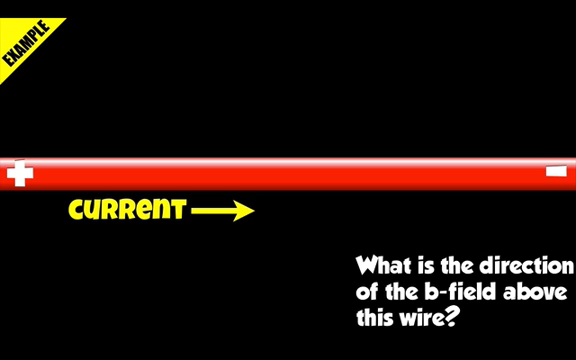 EXAMPLE
+ -
CURRENT
What is the direction
of the b-field above
this wire?